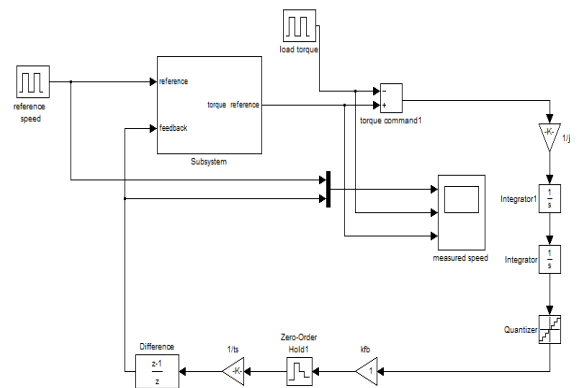 load torque
reference
speed
reference
torque reference
feedback
Subsystem
−
+
torque command1
-K-
1/j
Integrator1
1
s
measured speed
Integrator
1
s
Quantizer
Difference
z-1
z
1/ts
-K-
Zero-Order
Hold1
kfb
1